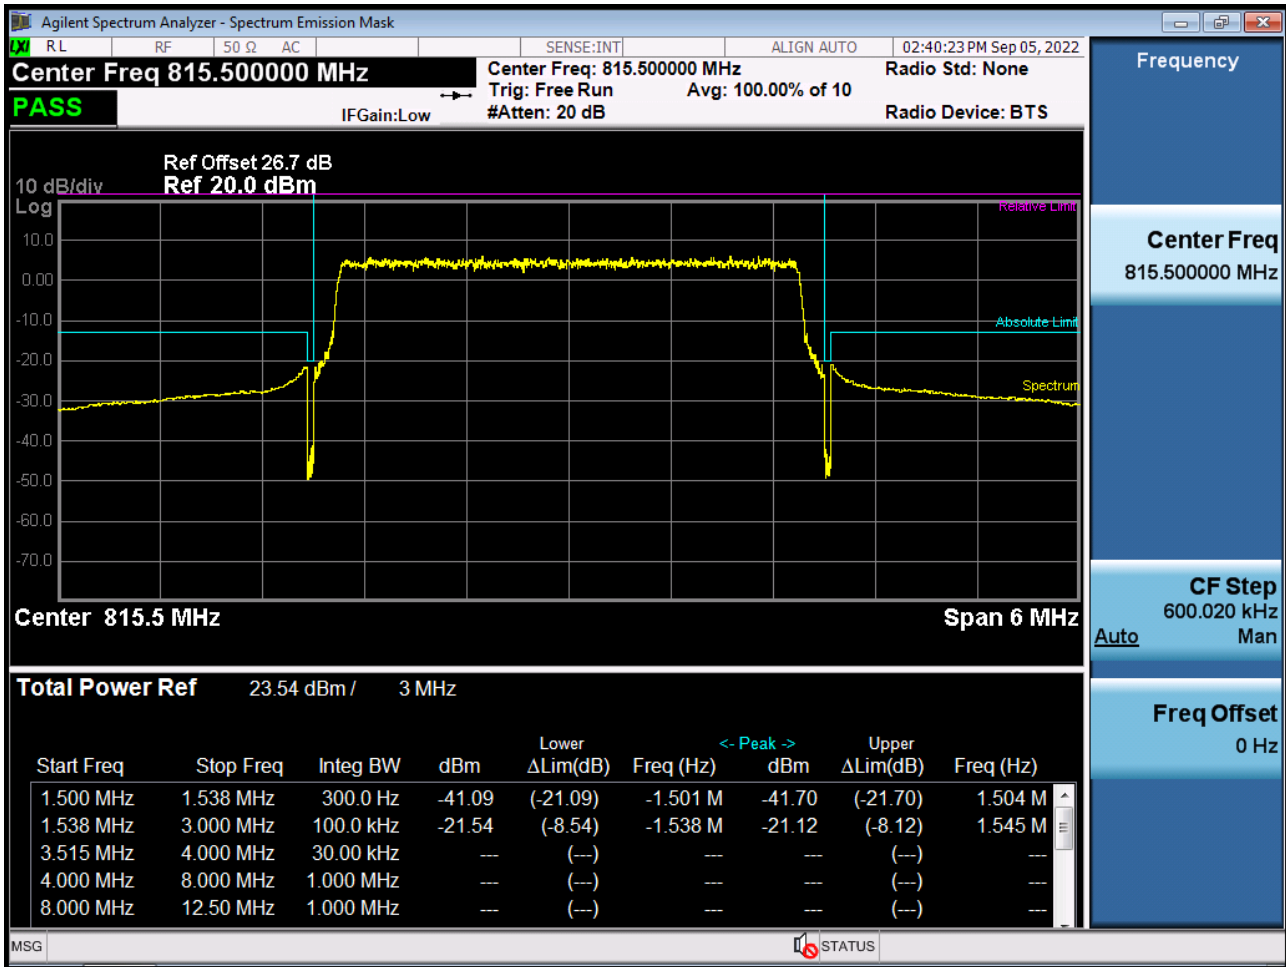 Agilent Spectrum Analyzer - Spectrum Emission Mask
LXI RL RF 50 Ω AC SENSE:INT ALIGN AUTO 02:40:23 PM Sep 05, 2022
Center Freq 815.500000 MHz
Center Freq: 815.500000 MHz Radio Std: None
Trig: Free Run Avg: 100.00% of 10
PASS
IFGain:Low #Atten: 20 dB Radio Device: BTS
Ref Offset 26.7 dB
10 dB/div Ref 20.0 dBm
Log
Relative Limit
10.0
0.00
-10.0
Absolute Limit
-20.0
Spectrum
-30.0
-40.0
-50.0
-60.0
-70.0
Center 815.5 MHz Span 6 MHz
Total Power Ref 23.54 dBm / 3 MHz
Lower <- Peak -> Upper
Start Freq Stop Freq Integ BW dBm ΔLim(dB) Freq (Hz) dBm ΔLim(dB) Freq (Hz)
1.500 MHz 1.538 MHz 300.0 Hz -41.09 (-21.09) -1.501 M -41.70 (-21.70) 1.504 M
1.538 MHz 3.000 MHz 100.0 kHz -21.54 (-8.54) -1.538 M -21.12 (-8.12) 1.545 M
3.515 MHz 4.000 MHz 30.00 kHz --- (---) --- --- (---) ---
4.000 MHz 8.000 MHz 1.000 MHz --- (---) --- --- (---) ---
8.000 MHz 12.50 MHz 1.000 MHz --- (---) --- --- (---) ---
MSG STATUS
Frequency
Center Freq
815.500000 MHz
CF Step
600.020 kHz
Auto Man
Freq Offset
0 Hz